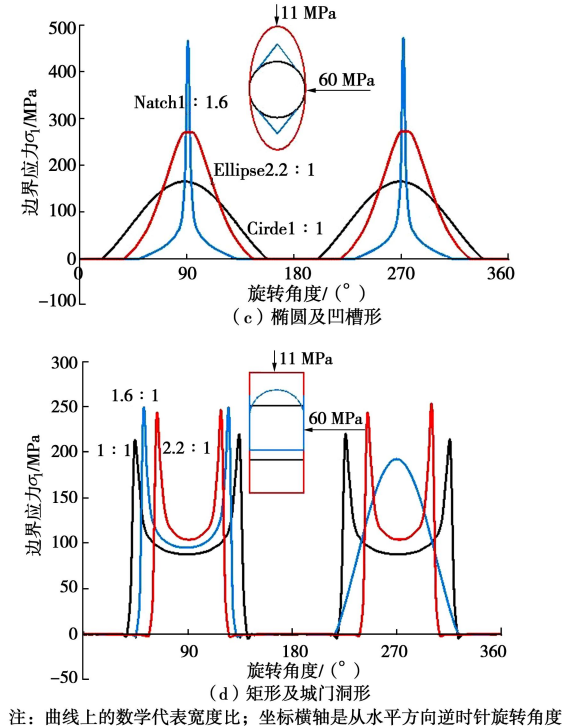 11 MPa
60 MPa
Natch1：1.6
Ellipse2.2：1
Cirde1：1
边界应力σ₁/MPa
500
400
300
200
100
0
−100
0
90
180
270
360
旋转角度/(°)
(c) 椭圆及凹槽形
11 MPa
60 MPa
1.6：1
1：1
2.2：1
边界应力σ₁/MPa
300
250
200
150
100
50
0
−50
90
180
270
360
旋转角度/(°)
(d) 矩形及城门洞形
注：曲线上的数学代表宽度比；坐标横轴是从水平方向逆时针旋转角度